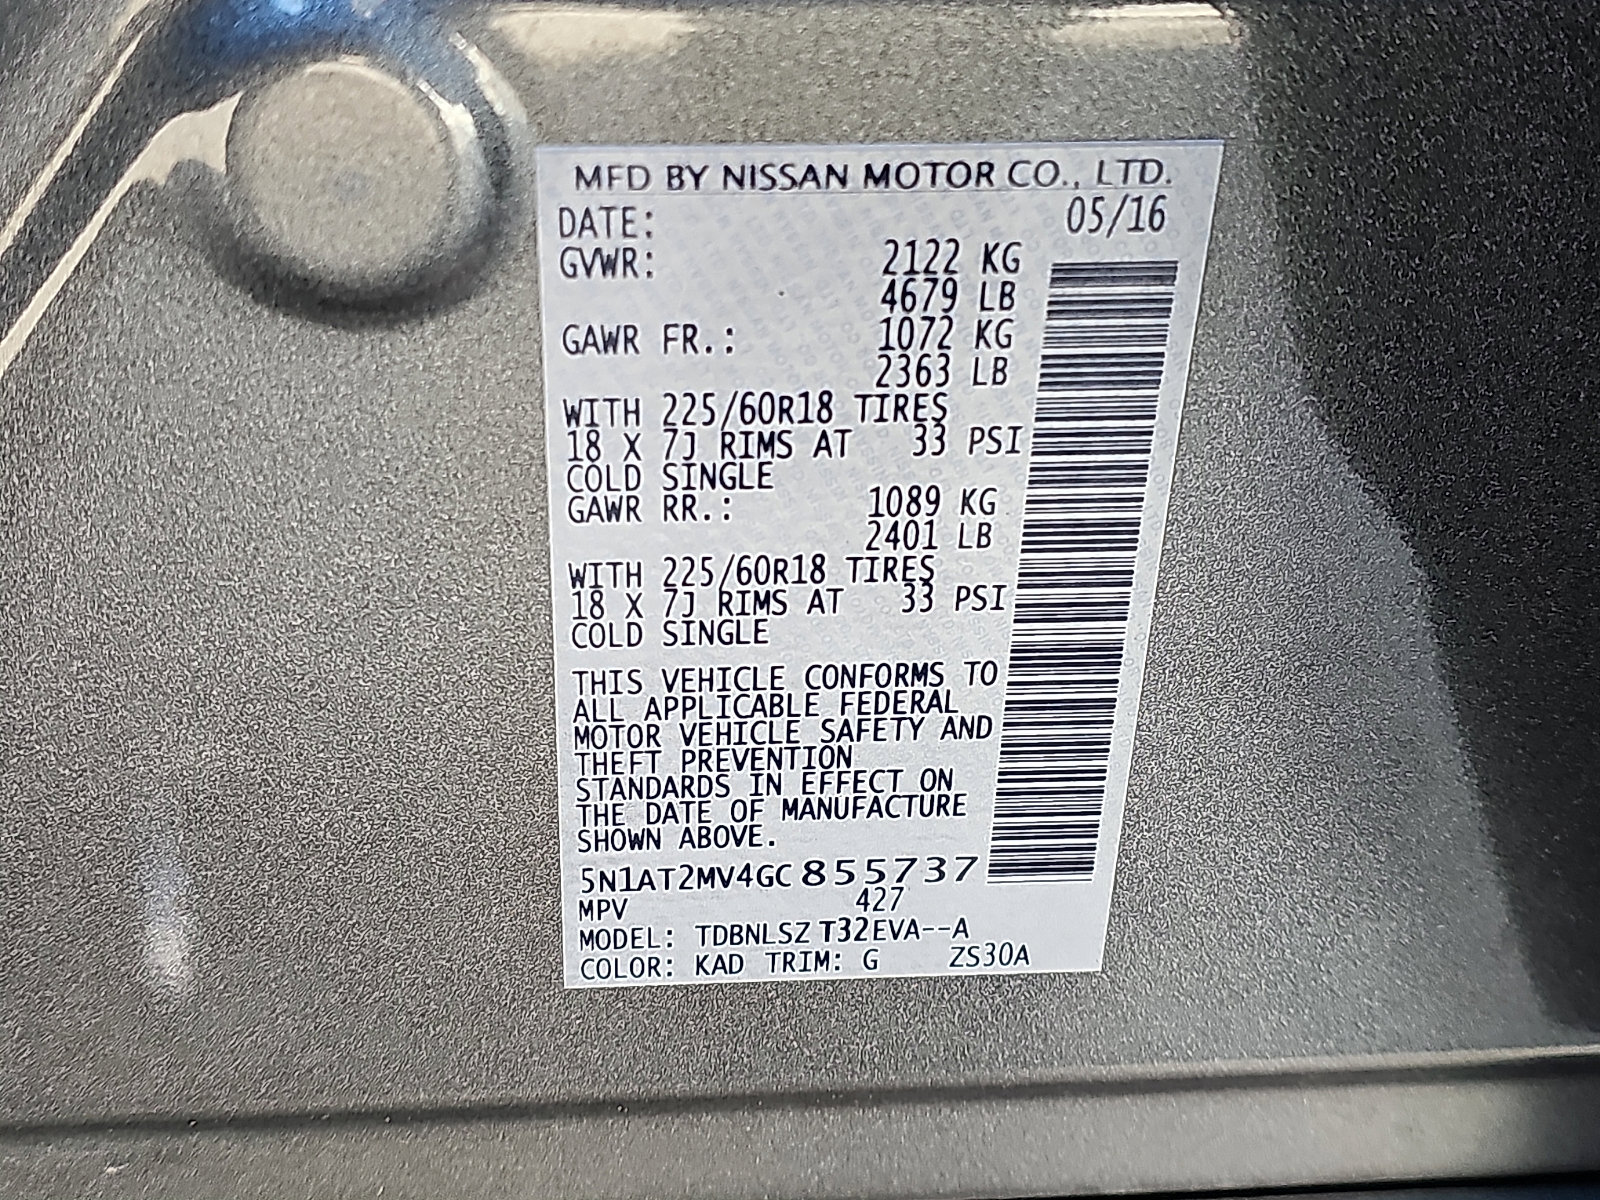 MFD BY NISSAN MOTOR CO., LTD.
DATE: 05/16
GVWR: 2122 KG
4679 LB
GAWR FR.: 1072 KG
2363 LB
WITH 225/60R18 TIRES
18 X 7J RIMS AT 33 PSI
COLD SINGLE
GAWR RR.: 1089 KG
2401 LB
WITH 225/60R18 TIRES
18 X 7J RIMS AT 33 PSI
COLD SINGLE
THIS VEHICLE CONFORMS TO
ALL APPLICABLE FEDERAL
MOTOR VEHICLE SAFETY AND
THEFT PREVENTION
STANDARDS IN EFFECT ON
THE DATE OF MANUFACTURE
SHOWN ABOVE.
5N1AT2MV4GC855737
MPV 427
MODEL: TDBNLSZ T32EVA--A
COLOR: KAD TRIM: G ZS30A